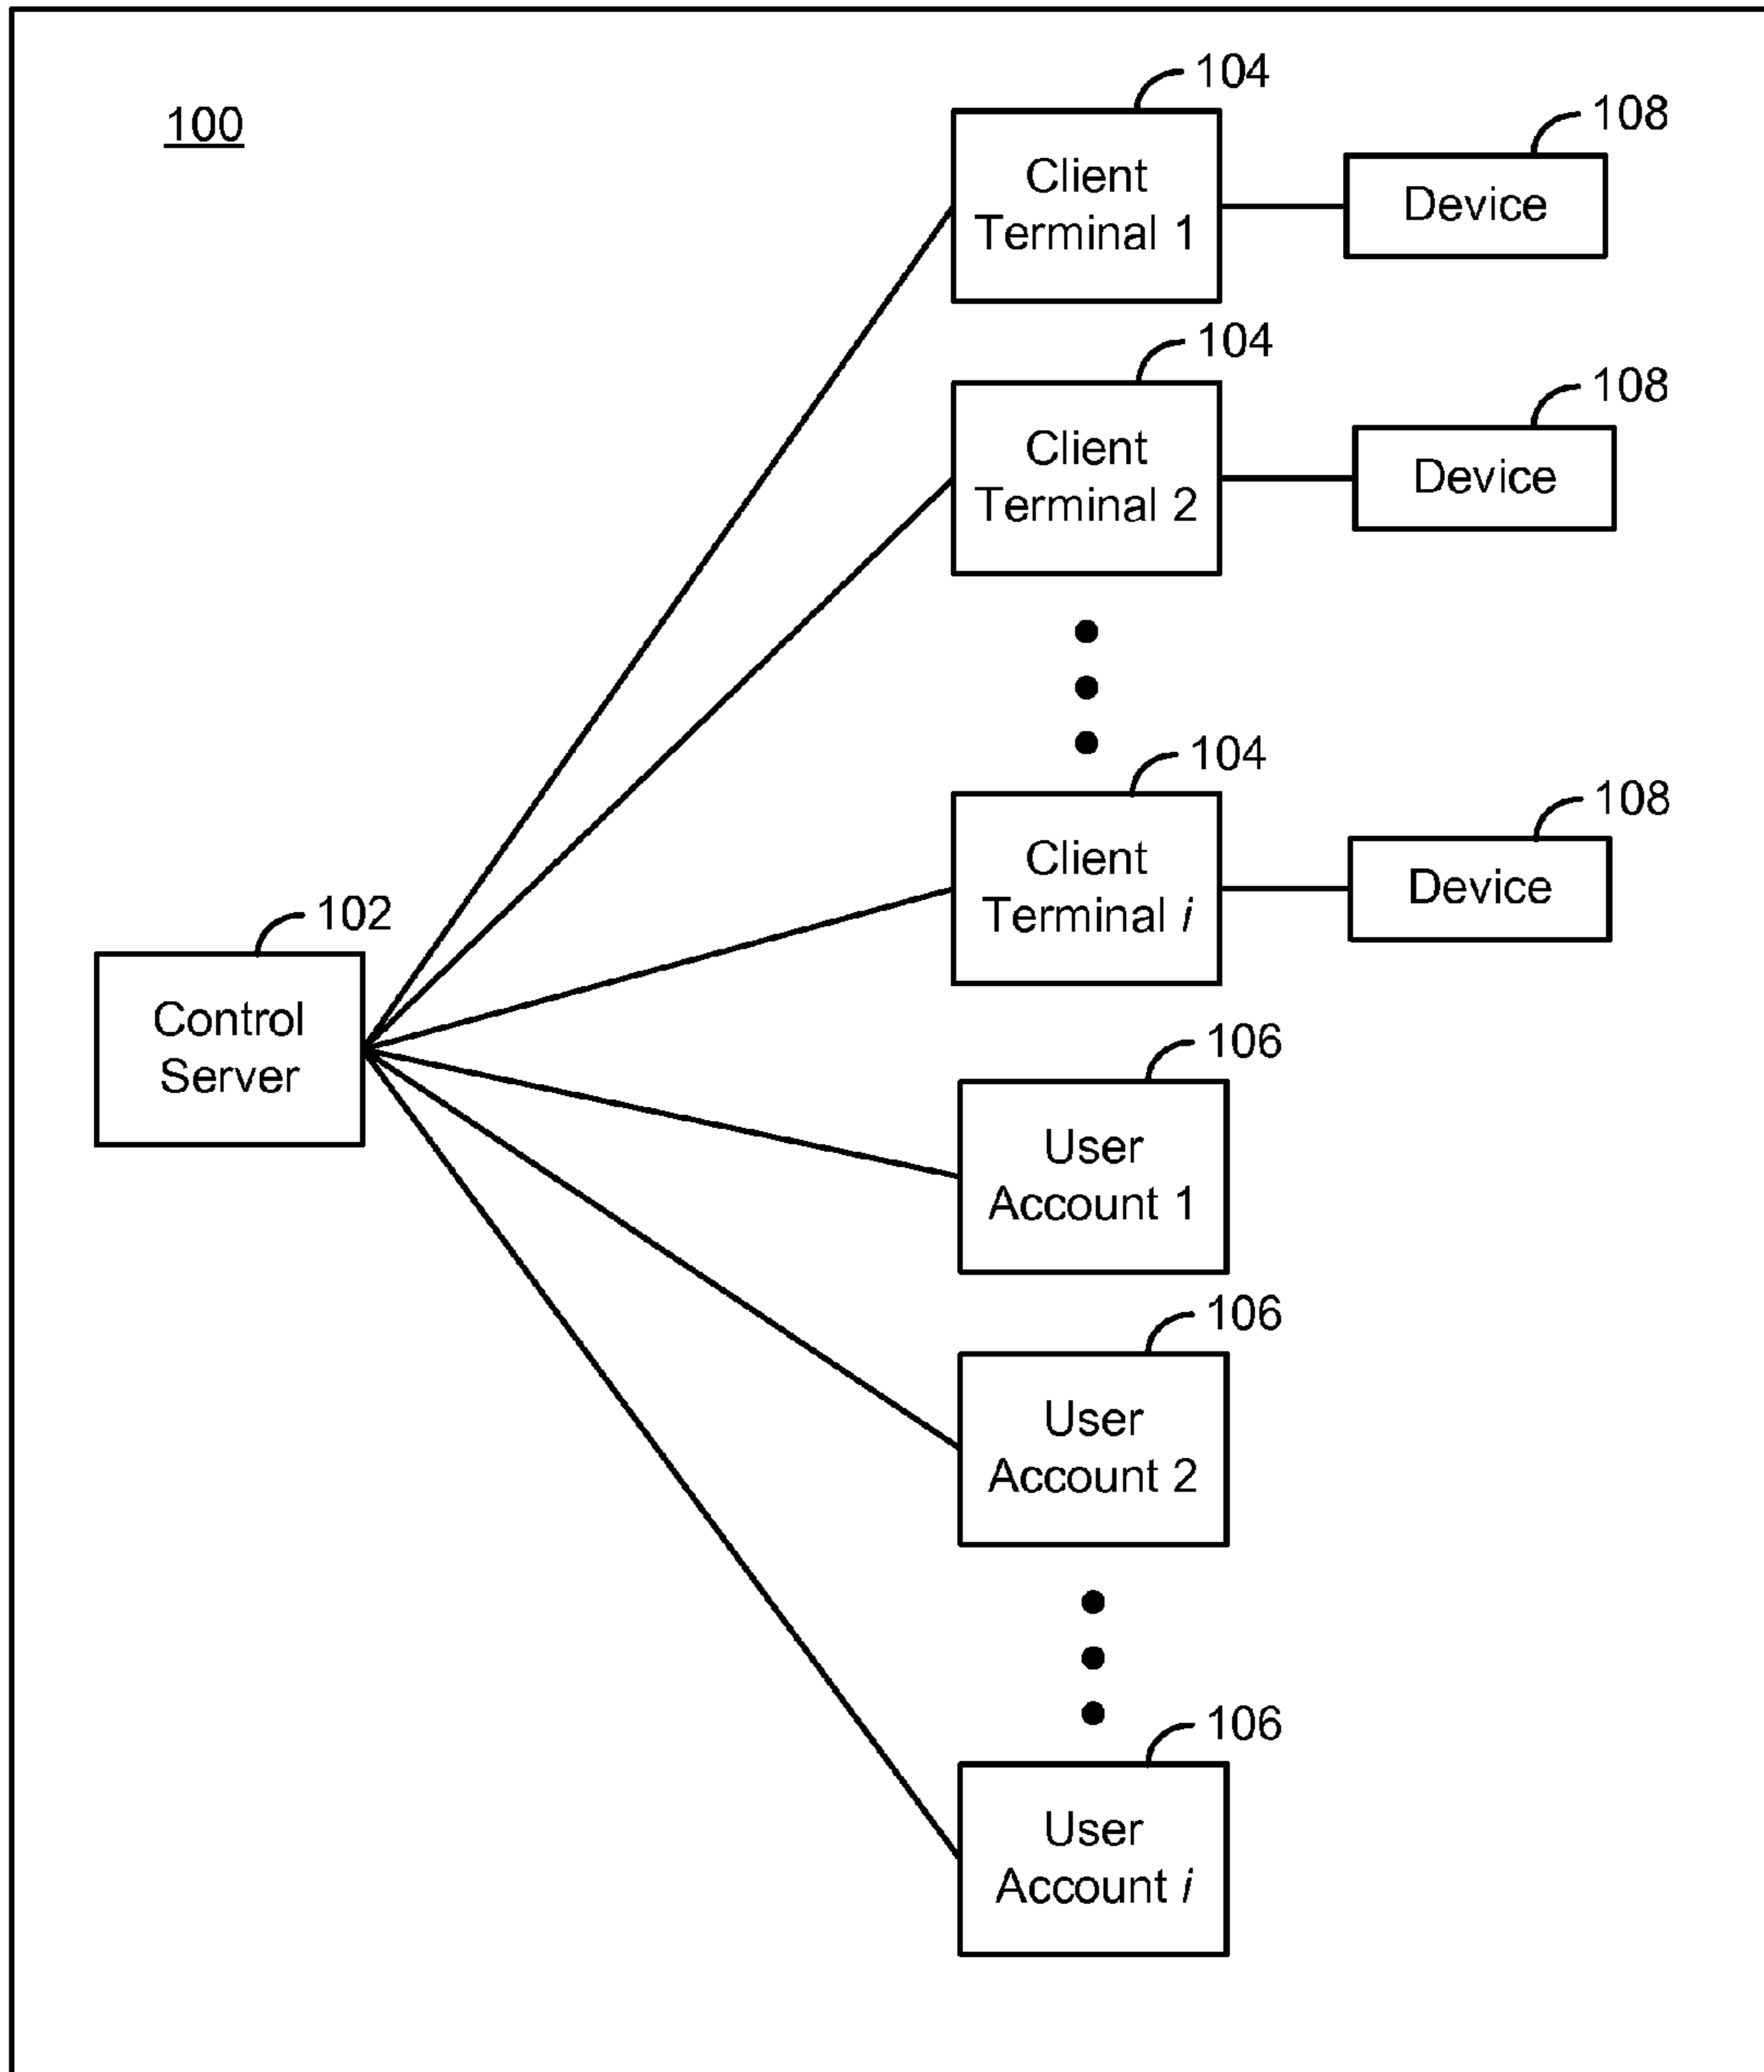 100
104
Client
Terminal 1
108
Device
104
Client
Terminal 2
108
Device
104
Client
Terminal i
108
Device
102
Control
Server
106
User
Account 1
106
User
Account 2
106
User
Account i